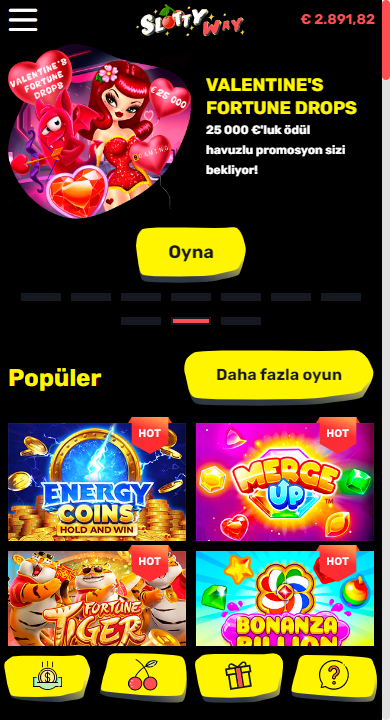 SLOTTY WAY
€ 2.891,82
VALENTINE'S
FORTUNE
DROPS
€25 000
VALENTINE'S
FORTUNE DROPS
25 000 €'luk ödül
havuzlu promosyon sizi
bekliyor!
Oyna
Popüler
Daha fazla oyun
HOT
HOT
ENERGY
COINS
HOLD AND WIN
MERGE
UP
TM
HOT
HOT
FORTUNE
TIGER
BONANZA
BILLION